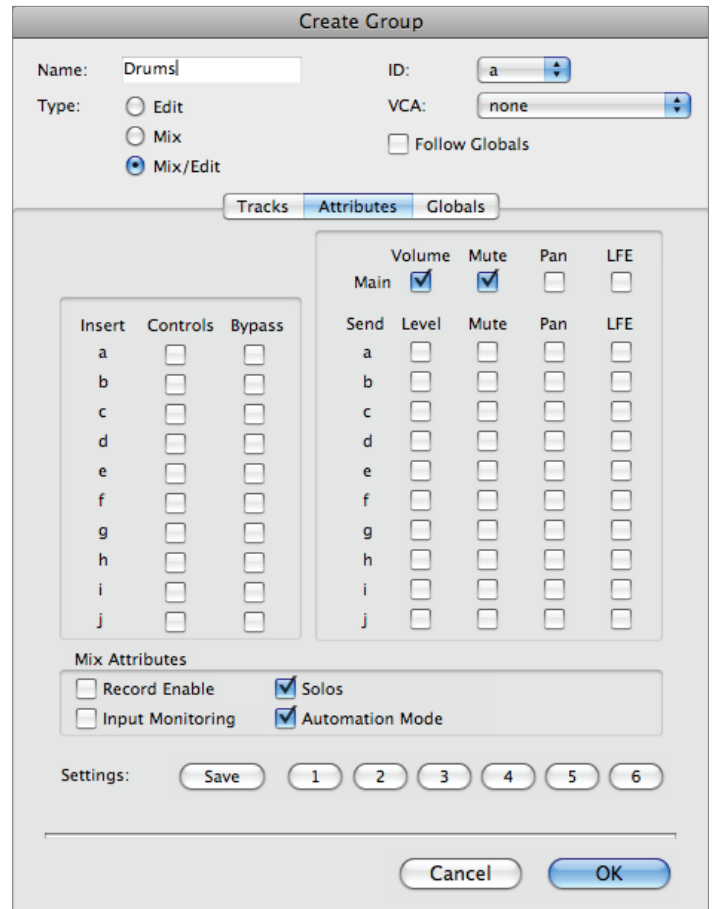 Create Group
Name: Drums ID: a
Type: Edit VCA: none
Mix Follow Globals
Mix/Edit
Tracks Attributes Globals
Volume Mute Pan LFE
Main
Insert Controls Bypass Send Level Mute Pan LFE
a a
b b
c c
d d
e e
f f
g g
h h
i i
j j
Mix Attributes
Record Enable Solos
Input Monitoring Automation Mode
Settings: Save 1 2 3 4 5 6
Cancel OK